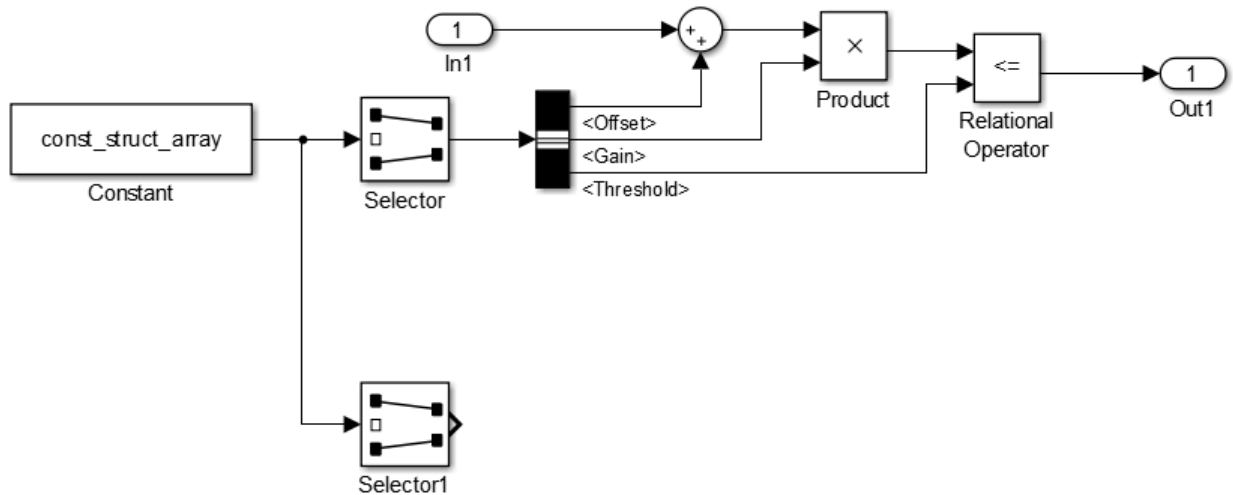 1
In1
+
+
×
Product
<=
Relational
Operator
1
Out1
const_struct_array
Constant
Selector
<Offset>
<Gain>
<Threshold>
Selector1